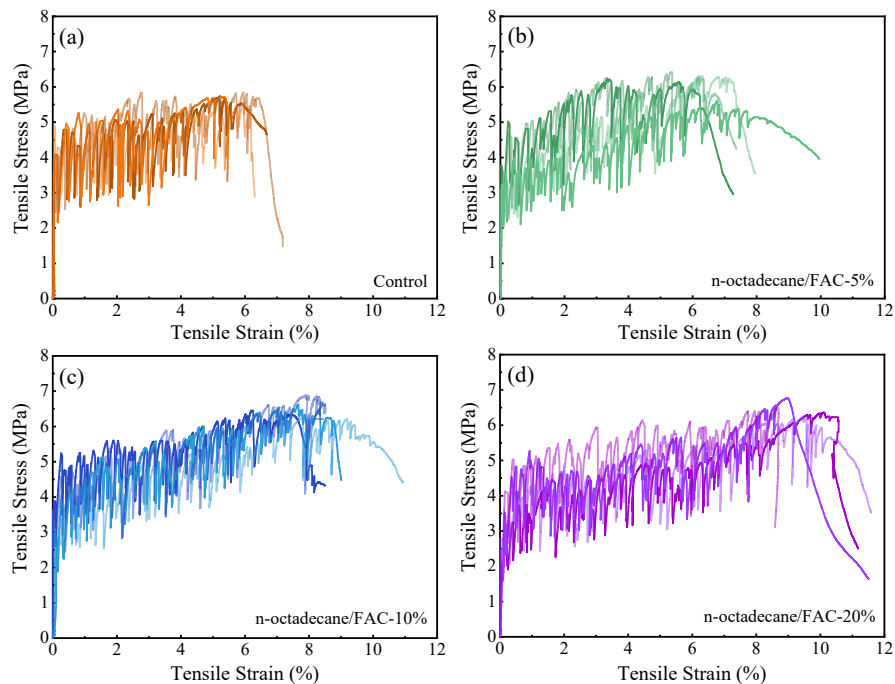 (a)
8
7
6
5
4
3
2
1
0
Tensile Stress (MPa)
Control
0 2 4 6 8 10 12
Tensile Strain (%)
(b)
8
7
6
5
4
3
2
1
0
Tensile Stress (MPa)
n-octadecane/FAC-5%
0 2 4 6 8 10 12
Tensile Strain (%)
(c)
8
7
6
5
4
3
2
1
0
Tensile Stress (MPa)
n-octadecane/FAC-10%
0 2 4 6 8 10 12
Tensile Strain (%)
(d)
8
7
6
5
4
3
2
1
0
Tensile Stress (MPa)
n-octadecane/FAC-20%
0 2 4 6 8 10 12
Tensile Strain (%)